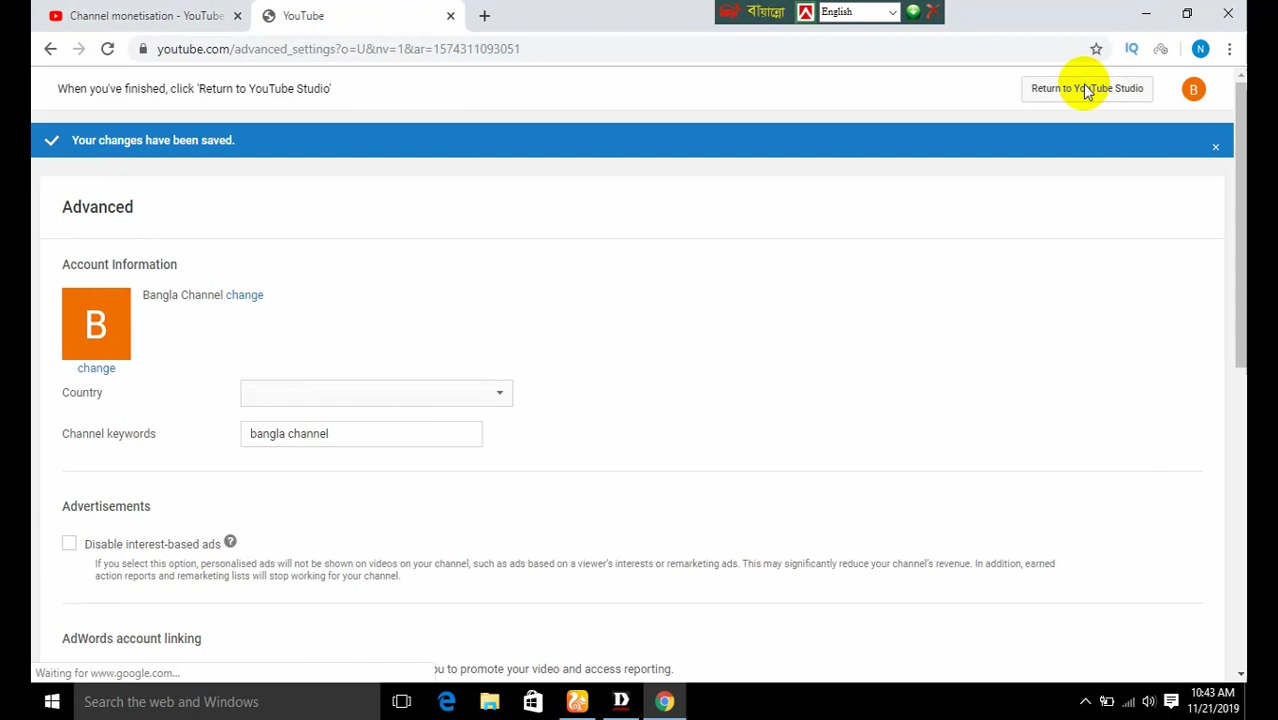 Channel monetisation - YouTube
YouTube
বায়ান্নো
English
youtube.com/advanced_settings?o=U&nv=1&ar=1574311093051
IQ
N
When you've finished, click 'Return to YouTube Studio'
Return to YouTube Studio
B
Your changes have been saved.
Advanced
Account Information
B
Bangla Channel change
change
Country
Channel keywords
bangla channel
Advertisements
Disable interest-based ads
If you select this option, personalised ads will not be shown on videos on your channel, such as ads based on a viewer's interests or remarketing ads. This may significantly reduce your channel's revenue. In addition, earned
action reports and remarketing lists will stop working for your channel.
AdWords account linking
ou to promote your video and access reporting.
Waiting for www.google.com...
Search the web and Windows
10:43 AM
11/21/2019